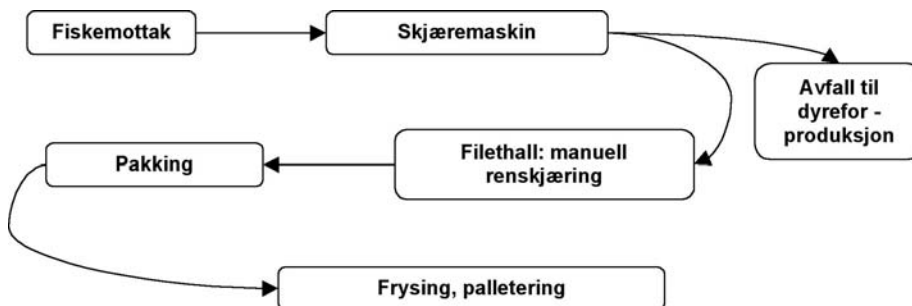 Fiskemottak
Skjæremaskin
Avfall til
dyrefor -
produksjon
Filethall: manuell
renskjæring
Pakking
Frysing, palletering